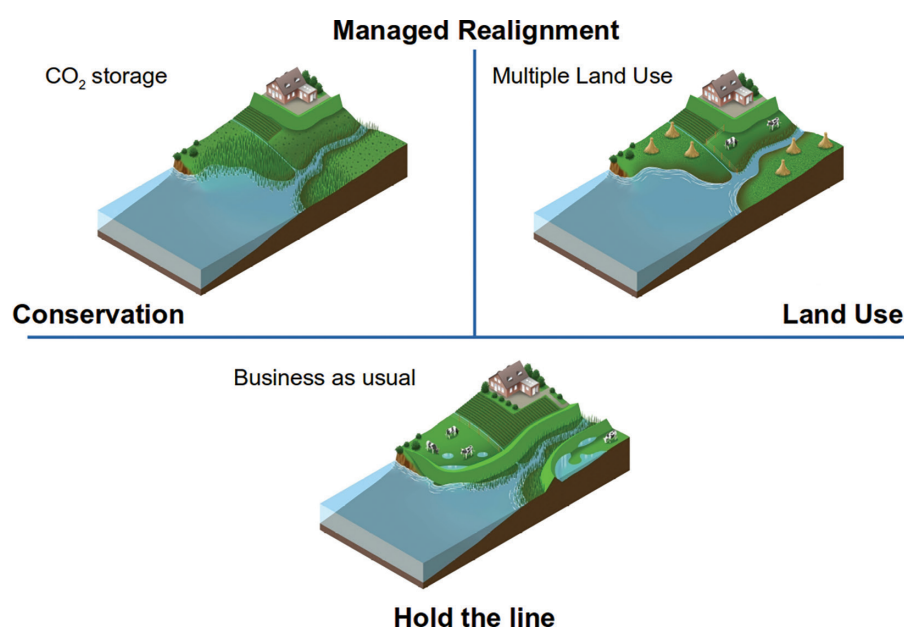 Managed Realignment
CO₂ storage
Multiple Land Use
Conservation
Land Use
Business as usual
Hold the line